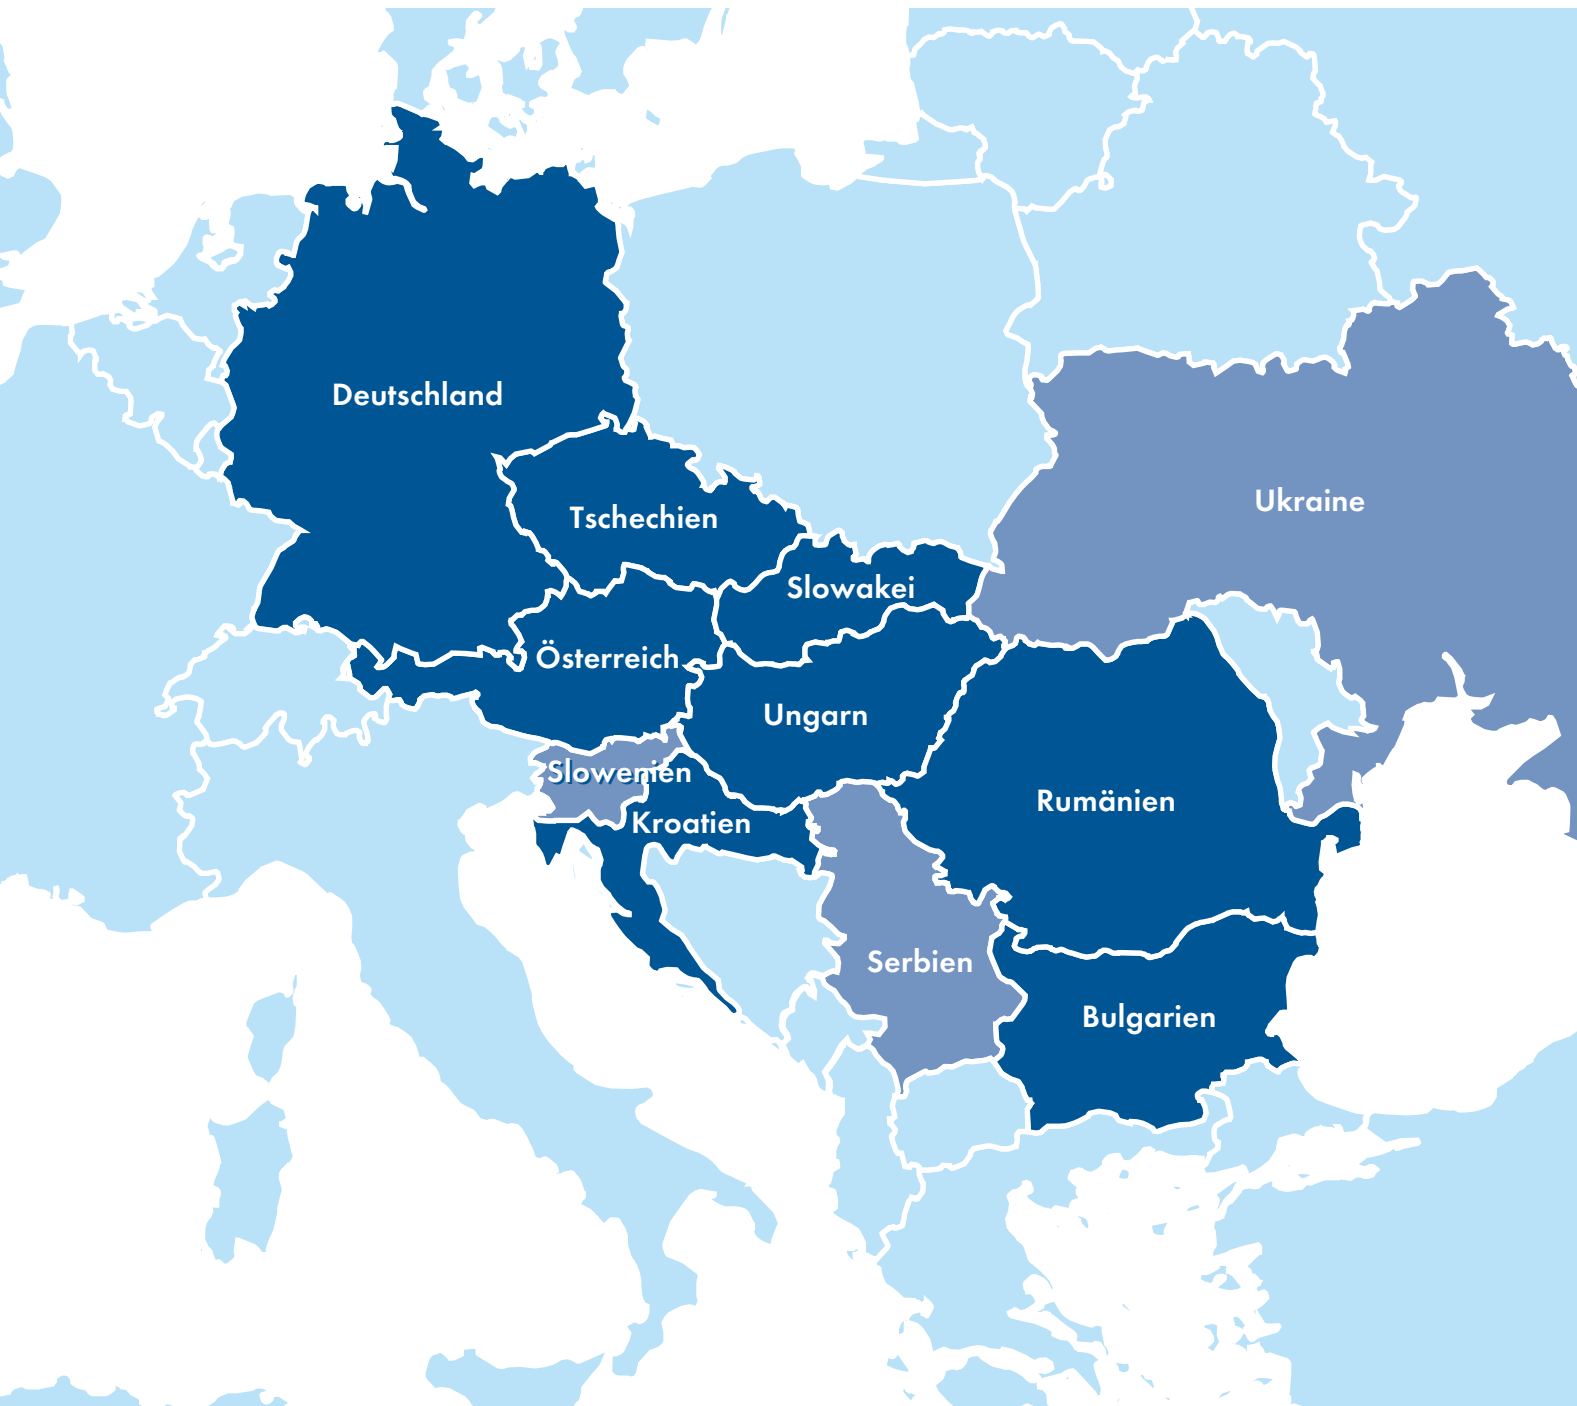 Deutschland
Ukraine
Tschechien
Slowakei
Österreich
Ungarn
Slowenien
Rumänien
Kroatien
Serbien
Bulgarien